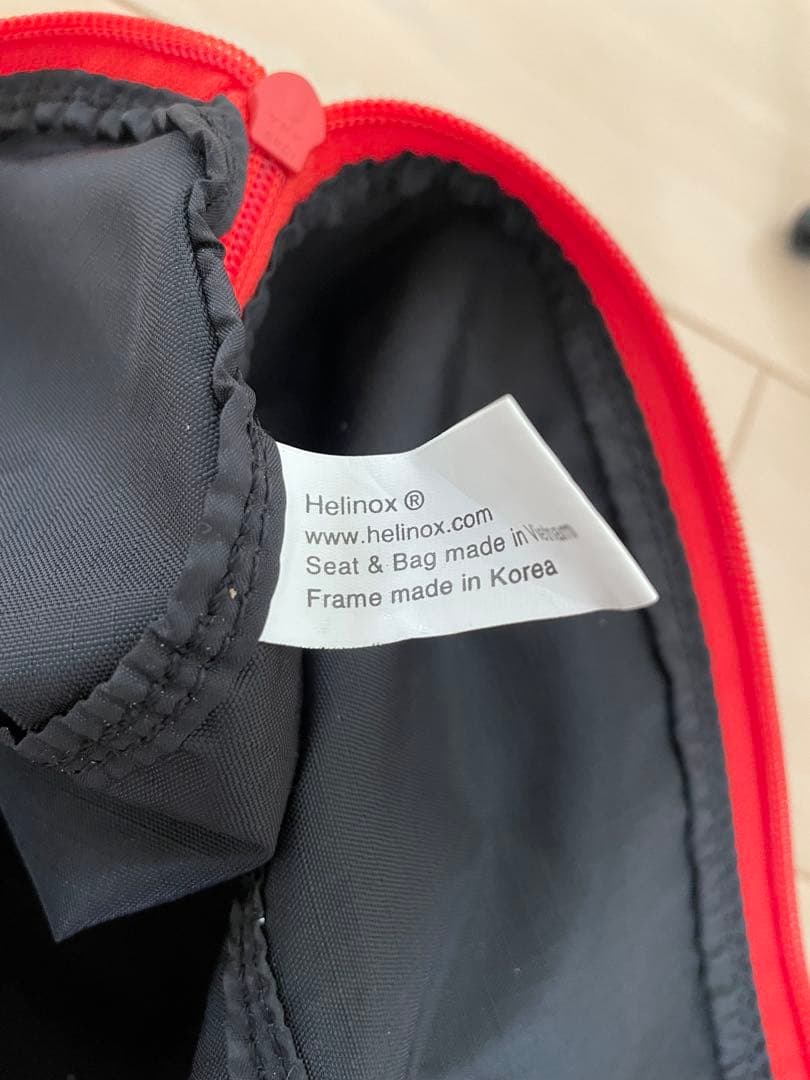 Helinox ®
www.helinox.com
Seat & Bag made in Vietnam
Frame made in Korea